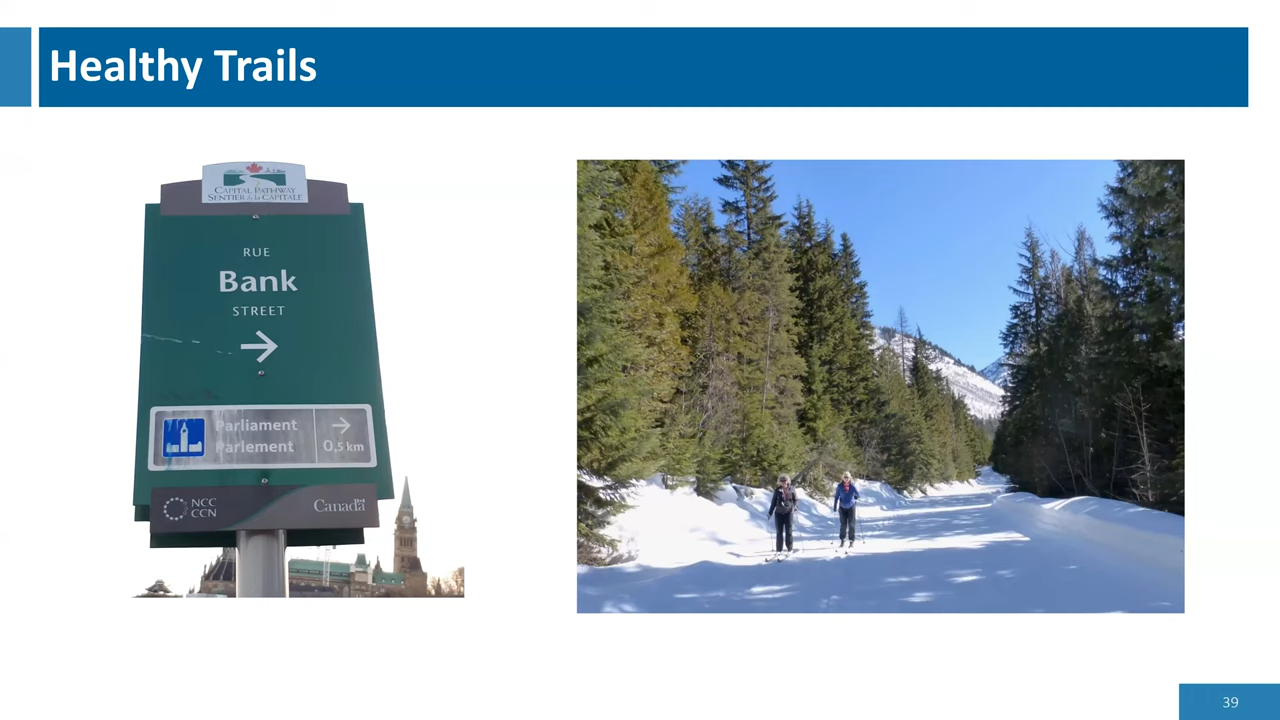 Healthy Trails
CAPITAL PATHWAY
SENTIER de la CAPITALE
RUE
Bank
STREET
→
Parliament →
Parlement 0,5 km
NCC
CCN
Canada
39